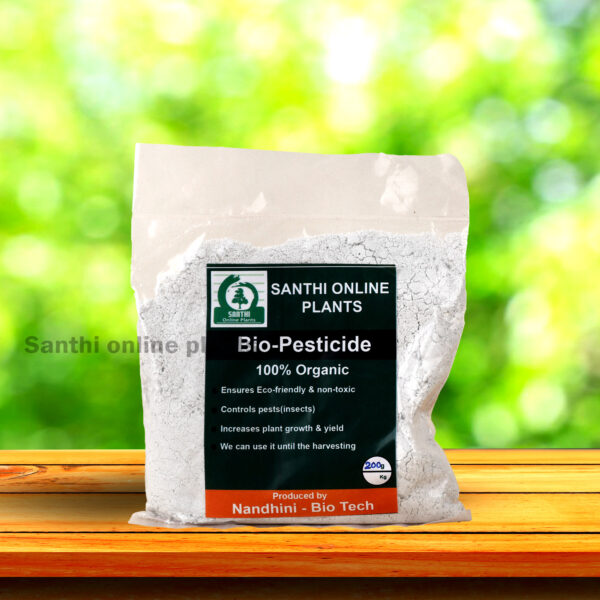 SANTHI
Online Plants
SANTHI ONLINE
PLANTS
Santhi online pl
Bio-Pesticide
100% Organic
Ensures Eco-friendly & non-toxic
Controls pests(insects)
Increases plant growth & yield
We can use it until the harvesting
200g
Kg
Produced by
Nandhini - Bio Tech